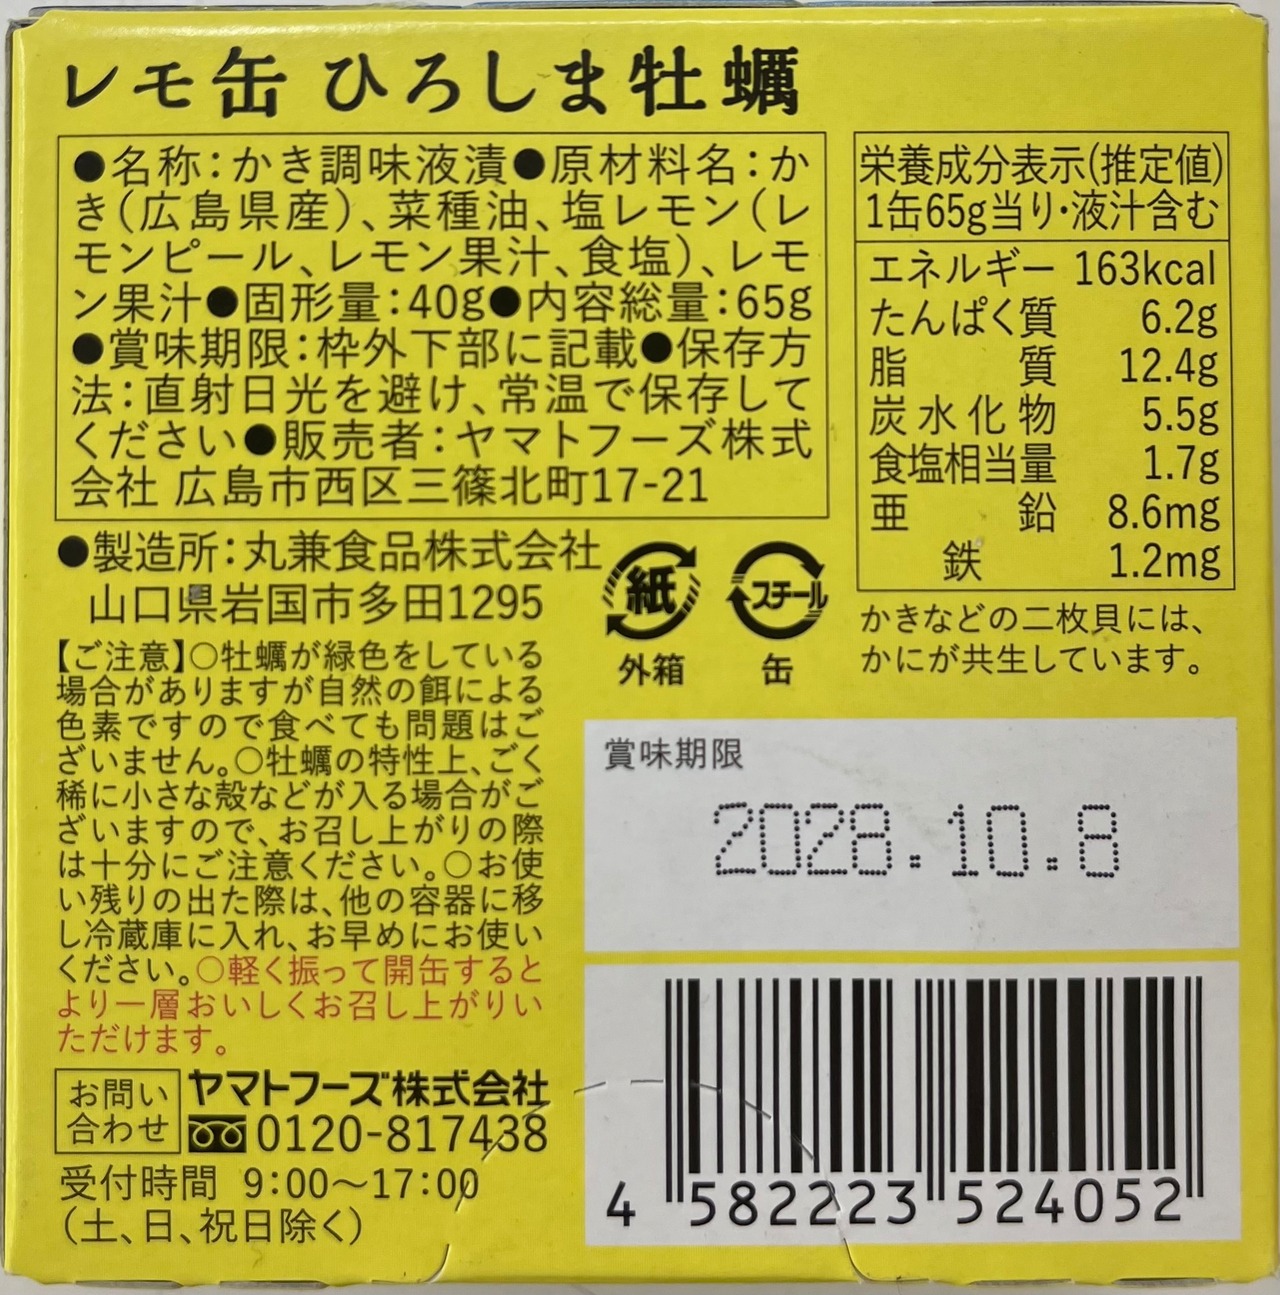 レモ缶 ひろしま牡蠣
●名称：かき調味液漬●原材料名：か
き（広島県産）、菜種油、塩レモン（レ
モンピール、レモン果汁、食塩）、レモ
ン果汁●固形量：40g●内容総量：65g
●賞味期限：枠外下部に記載●保存方
法：直射日光を避け、常温で保存して
ください●販売者：ヤマトフーズ株式
会社 広島市西区三篠北町17-21
栄養成分表示(推定値)
1缶65g当り・液汁含む
エネルギー 163kcal
たんぱく質 6.2g
脂質 12.4g
炭水化物 5.5g
食塩相当量 1.7g
亜鉛 8.6mg
鉄 1.2mg
かきなどの二枚貝には、
かにが共生しています。
●製造所：丸兼食品株式会社
山口県岩国市多田1295
紙
外箱
スチール
缶
【ご注意】○牡蠣が緑色をしている
場合がありますが自然の餌による
色素ですので食べても問題はご
ざいません。○牡蠣の特性上、ごく
稀に小さな殻などが入る場合がご
ざいますので、お召し上がりの際
は十分にご注意ください。○お使
い残りの出た際は、他の容器に移
し冷蔵庫に入れ、お早めにお使い
ください。○軽く振って開缶すると
より一層おいしくお召し上がりい
ただけます。
お問い
合わせ
ヤマトフーズ株式会社
0120-817438
受付時間 9:00～17:00
（土、日、祝日除く）
賞味期限
2028.10.8
4 582223 524052